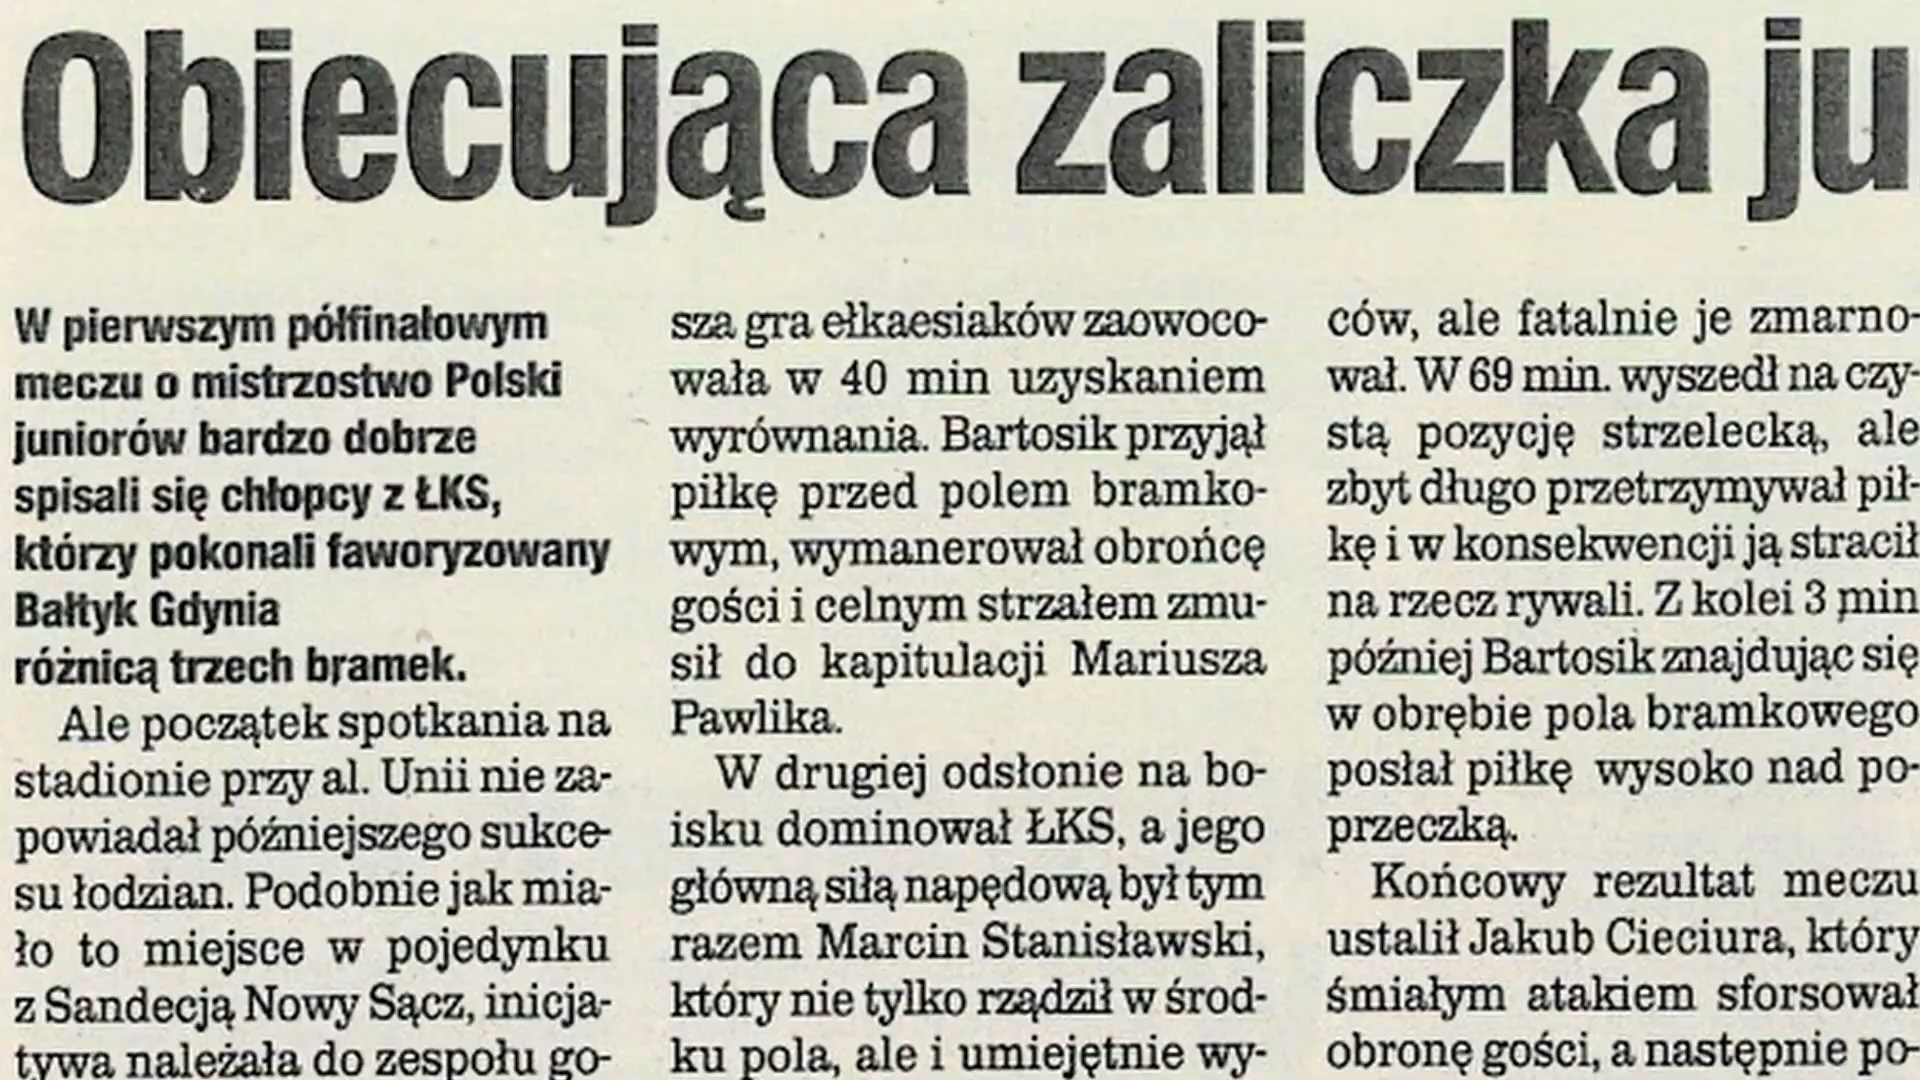 Obiecująca zaliczka ju
W pierwszym półfinałowym
meczu o mistrzostwo Polski
juniorów bardzo dobrze
spisali się chłopcy z ŁKS,
którzy pokonali faworyzowany
Bałtyk Gdynia
różnicą trzech bramek.
Ale początek spotkania na
stadionie przy al. Unii nie za-
powiadał późniejszego sukce-
su łodzian. Podobnie jak mia-
ło to miejsce w pojedynku
z Sandecją Nowy Sącz, inicja-
tywa należała do zespołu go-
sza gra ełkaesiaków zaowoco-
wała w 40 min uzyskaniem
wyrównania. Bartosik przyjął
piłkę przed polem bramko-
wym, wymanerował obrońcę
gości i celnym strzałem zmu-
sił do kapitulacji Mariusza
Pawlika.
W drugiej odsłonie na bo-
isku dominował ŁKS, a jego
główną siłą napędową był tym
razem Marcin Stanisławski,
który nie tylko rządził w środ-
ku pola, ale i umiejętnie wy-
ców, ale fatalnie je zmarno-
wał. W 69 min. wyszedł na czy-
stą pozycję strzelecką, ale
zbyt długo przetrzymywał pił-
kę i w konsekwencji ją stracił
na rzecz rywali. Z kolei 3 min
później Bartosik znajdując się
w obrębie pola bramkowego
posłał piłkę wysoko nad po-
przeczką.
Końcowy rezultat meczu
ustalił Jakub Cieciura, który
śmiałym atakiem sforsował
obronę gości, a następnie po-